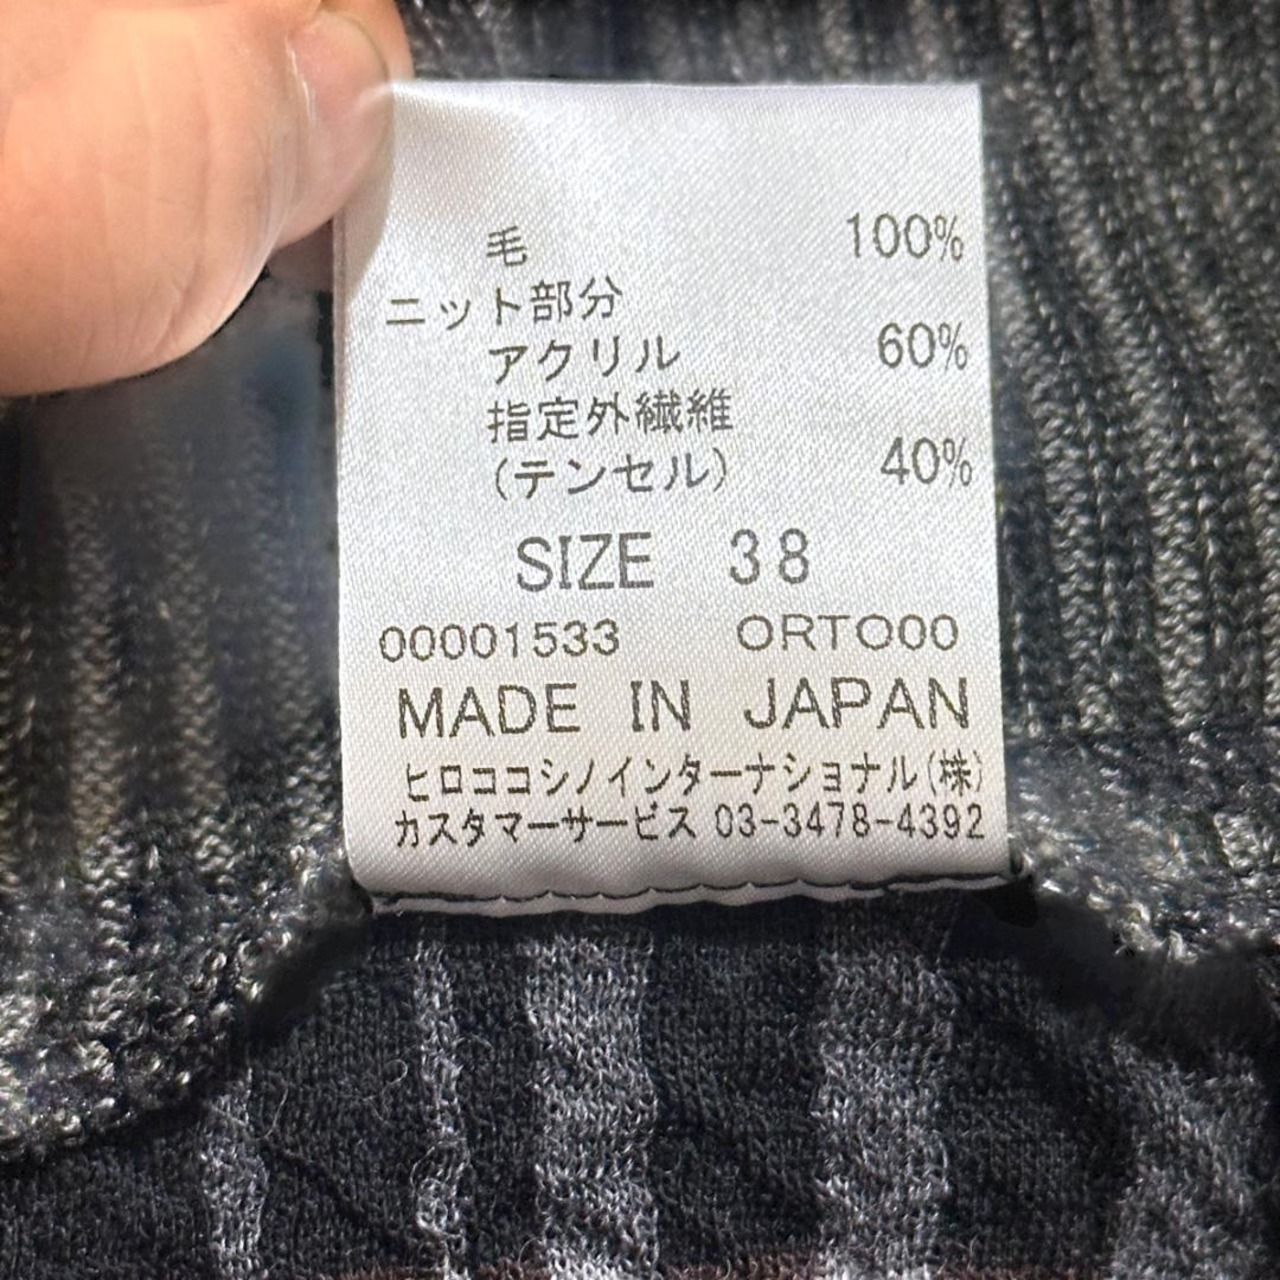 毛 100%
ニット部分
アクリル 60%
指定外繊維
(テンセル) 40%
SIZE 38
00001533 ORTO00
MADE IN JAPAN
ヒロココシノインターナショナル(株)
カスタマーサービス 03-3478-4392